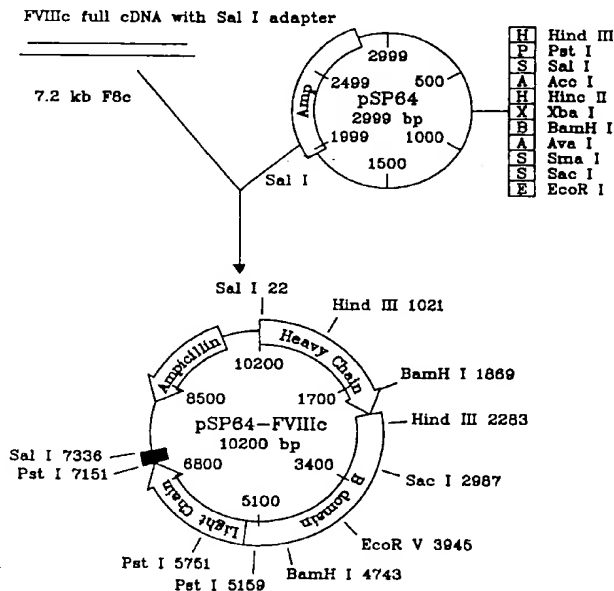 FVIIIc full cDNA with Sal I adapter
7.2 kb F8c
2999
500
1000
1500
1999
2499
Amp
pSP64
2999 bp
Sal I
H Hind III
P Pst I
S Sal I
A Acc I
H Hinc II
X Xba I
B BamH I
A Ava I
S Sma I
S Sac I
E EcoR I
Sal I 22
Hind III 1021
BamH I 1869
Hind III 2283
Sac I 2987
EcoR V 3945
BamH I 4743
Pst I 5159
Pst I 5751
Pst I 7151
Sal I 7336
Ampicillin
Heavy Chain
B domain
Light Chain
10200
1700
3400
5100
6800
8500
pSP64-FVIIIc
10200 bp